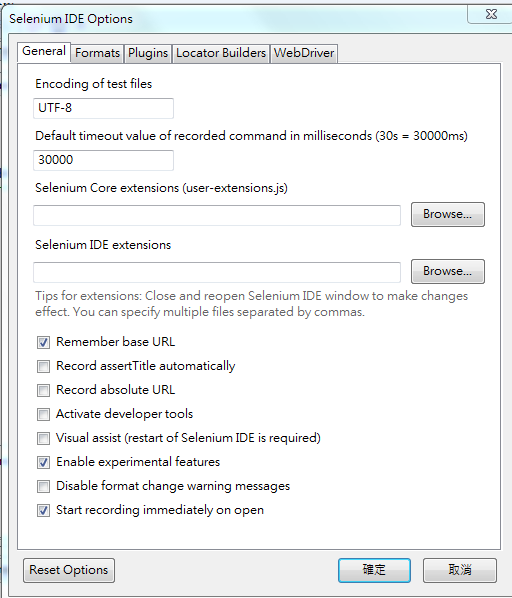 Selenium IDE Options
General Formats Plugins Locator Builders WebDriver
Encoding of test files
UTF-8
Default timeout value of recorded command in milliseconds (30s = 30000ms)
30000
Selenium Core extensions (user-extensions.js)
Browse...
Selenium IDE extensions
Browse...
Tips for extensions: Close and reopen Selenium IDE window to make changes
effect. You can specify multiple files separated by commas.
Remember base URL
Record assertTitle automatically
Record absolute URL
Activate developer tools
Visual assist (restart of Selenium IDE is required)
Enable experimental features
Disable format change warning messages
Start recording immediately on open
Reset Options 確定 取消